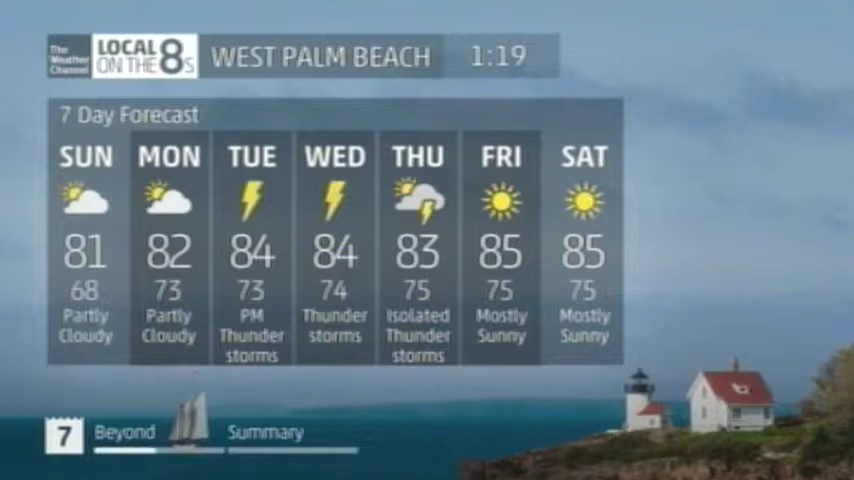 The Weather Channel LOCAL ON THE 8s WEST PALM BEACH 1:19
7 Day Forecast
SUN MON TUE WED THU FRI SAT
81 82 84 84 83 85 85
68 73 73 74 75 75 75
Partly Cloudy
Partly Cloudy
PM Thunder storms
Thunder storms
Isolated Thunder storms
Mostly Sunny
Mostly Sunny
7 Beyond Summary